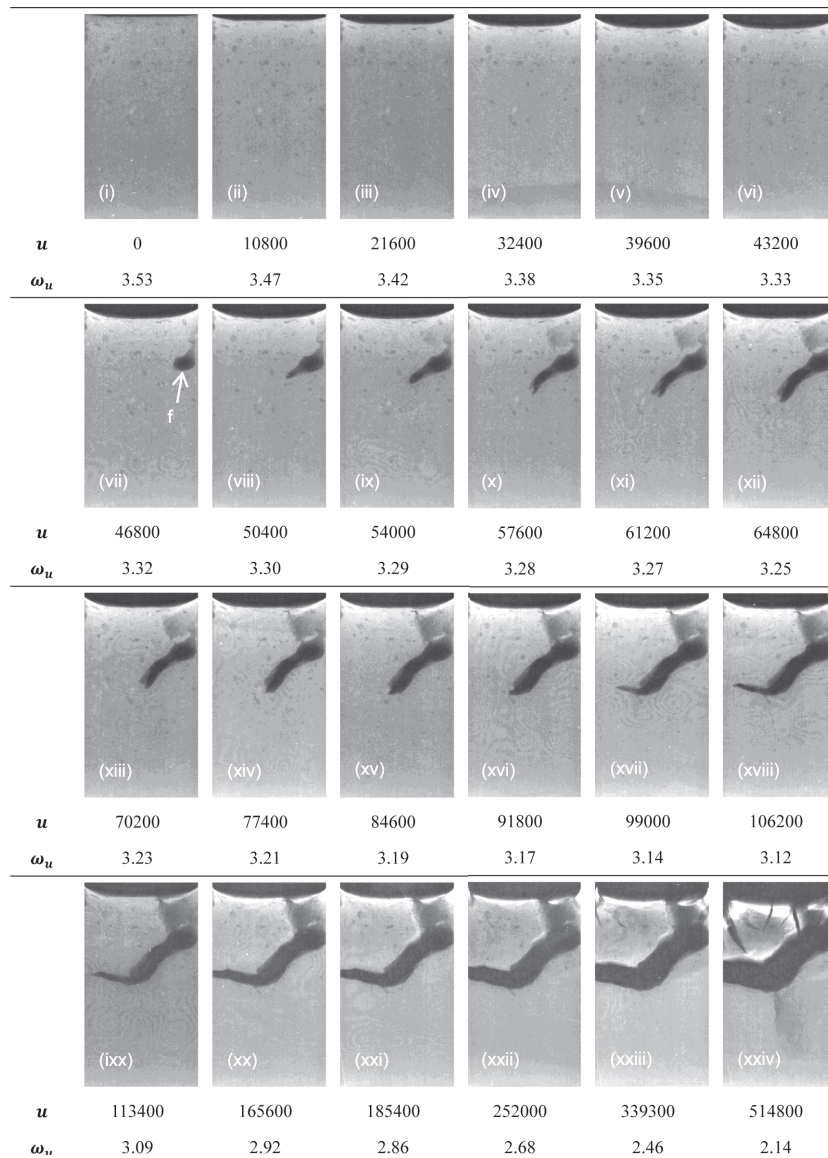 (i) (ii) (iii) (iv) (v) (vi)
u 0 10800 21600 32400 39600 43200
ωu 3.53 3.47 3.42 3.38 3.35 3.33
f
(vii) (viii) (ix) (x) (xi) (xii)
u 46800 50400 54000 57600 61200 64800
ωu 3.32 3.30 3.29 3.28 3.27 3.25
(xiii) (xiv) (xv) (xvi) (xvii) (xviii)
u 70200 77400 84600 91800 99000 106200
ωu 3.23 3.21 3.19 3.17 3.14 3.12
(ixx) (xx) (xxi) (xxii) (xxiii) (xxiv)
u 113400 165600 185400 252000 339300 514800
ωu 3.09 2.92 2.86 2.68 2.46 2.14